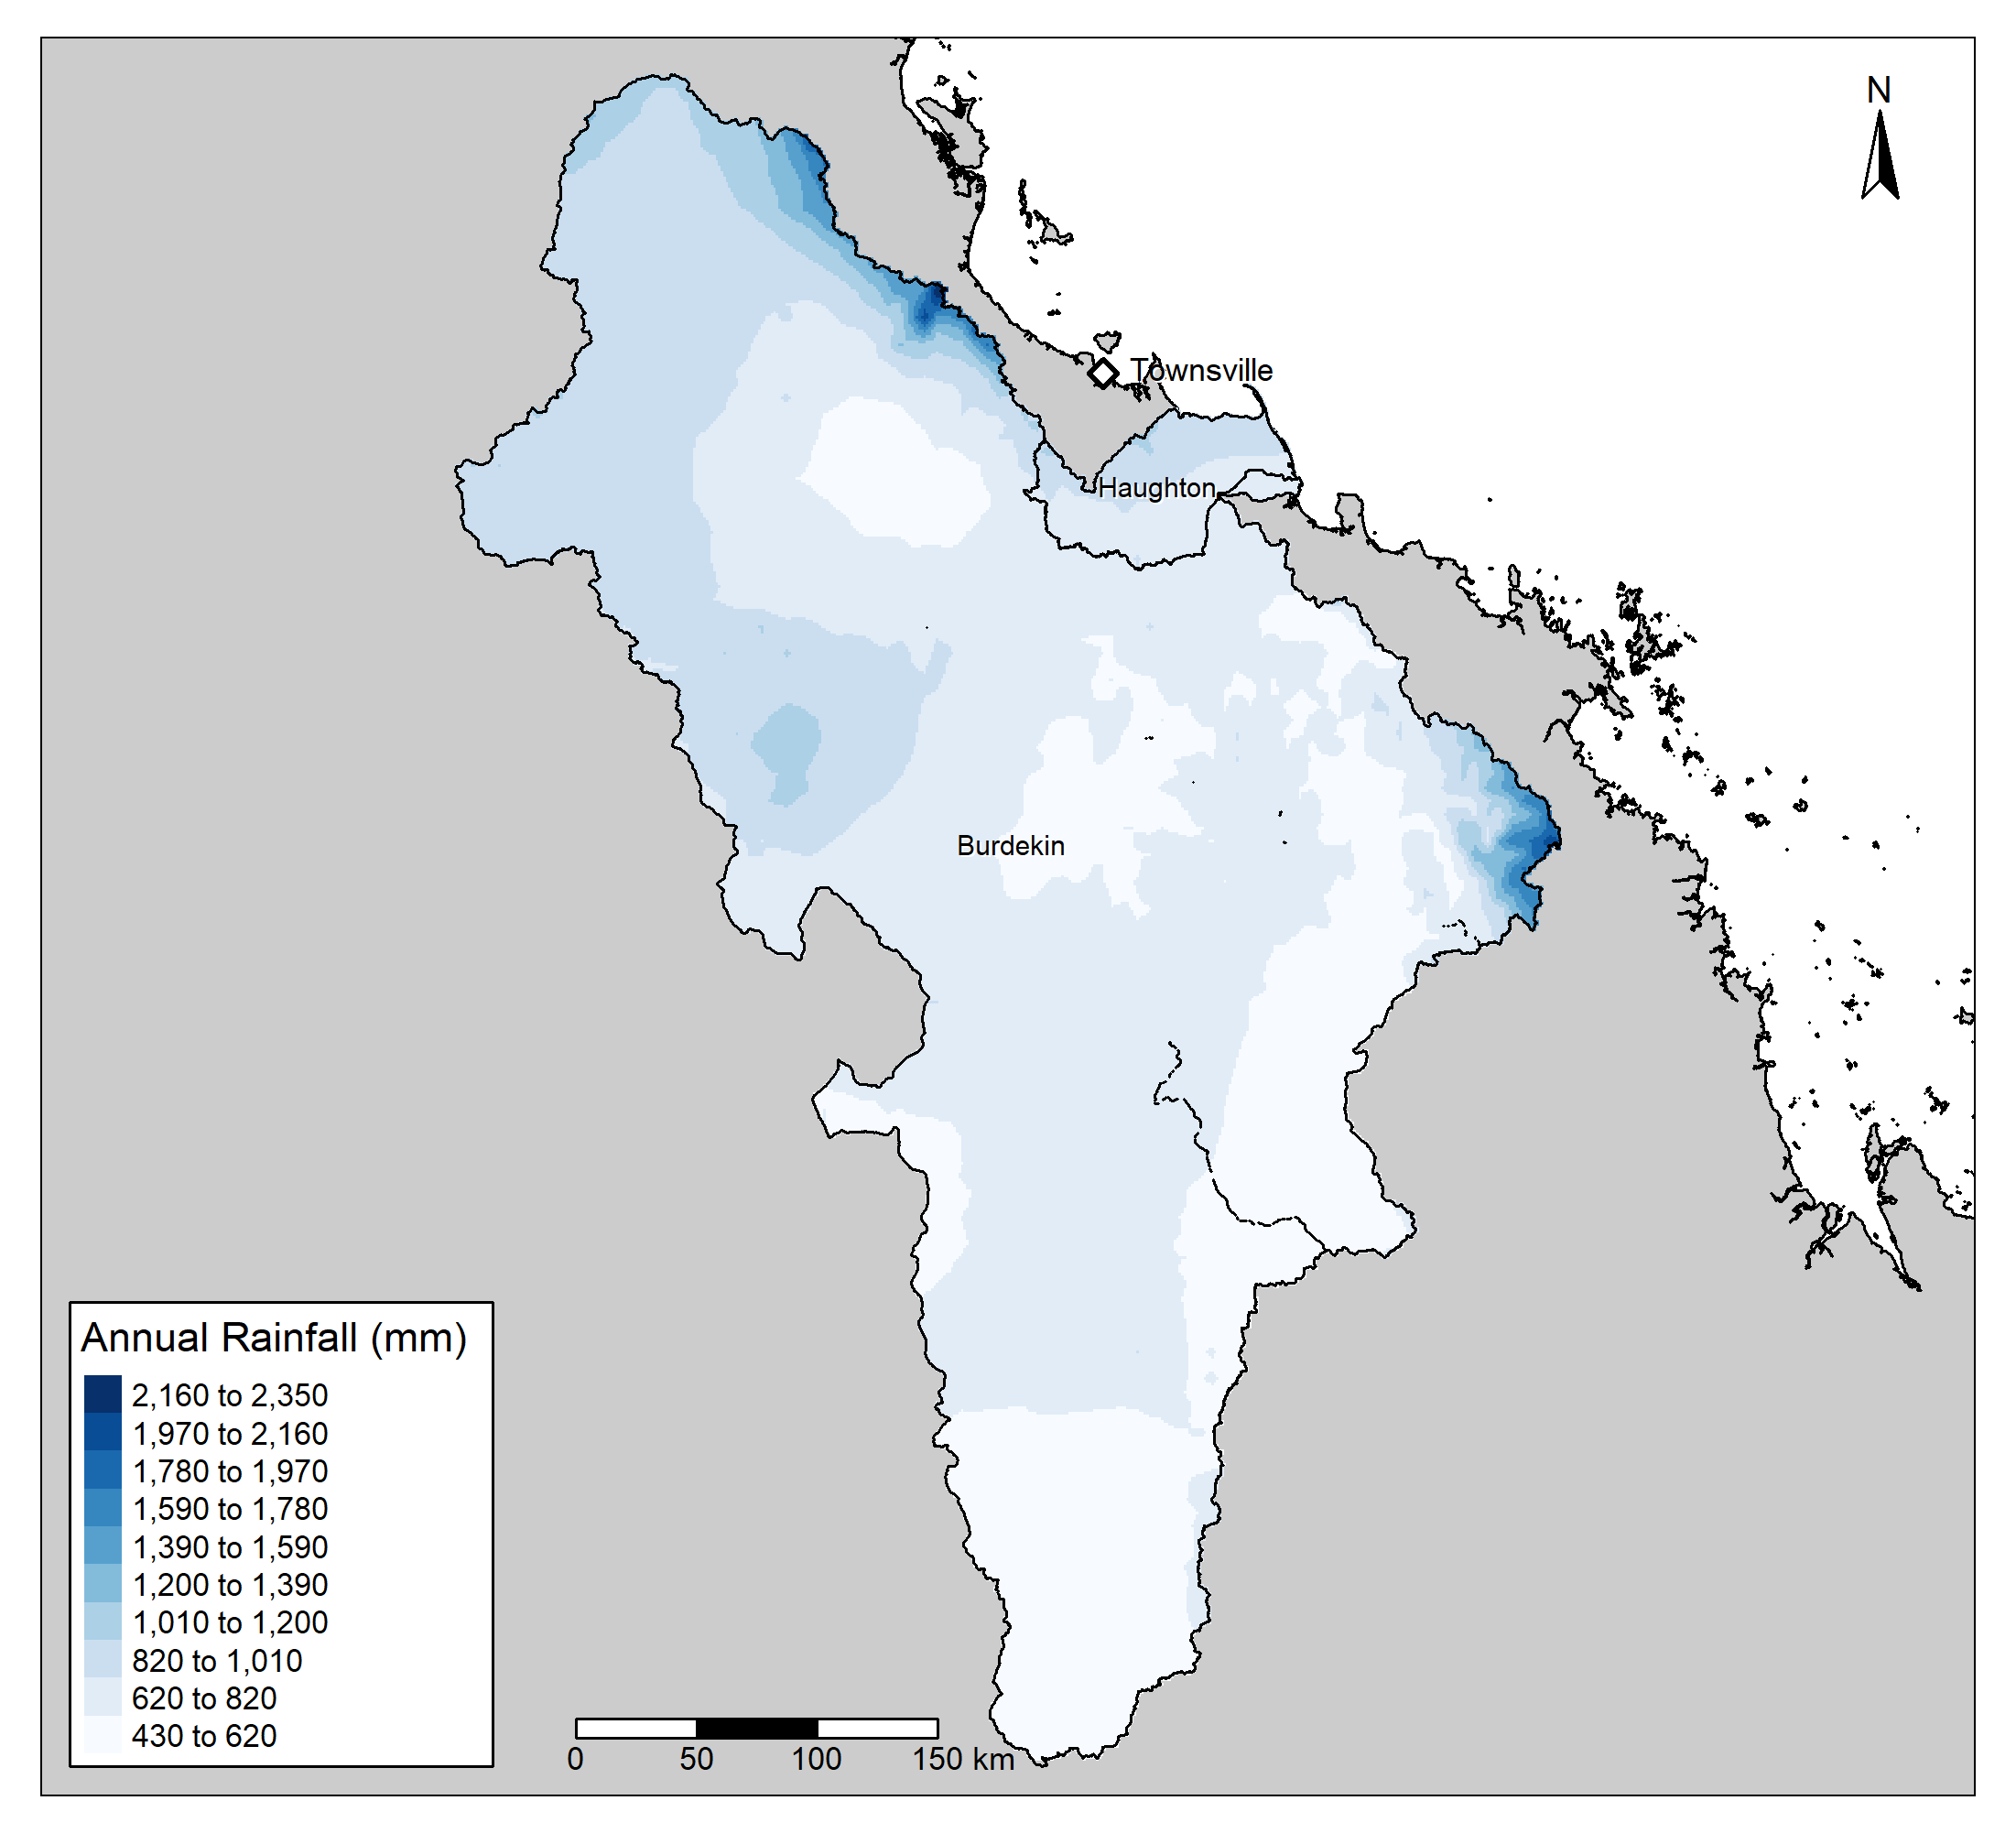 N
Townsville
Haughton
Burdekin
Annual Rainfall (mm)
2,160 to 2,350
1,970 to 2,160
1,780 to 1,970
1,590 to 1,780
1,390 to 1,590
1,200 to 1,390
1,010 to 1,200
820 to 1,010
620 to 820
430 to 620
0 50 100 150 km